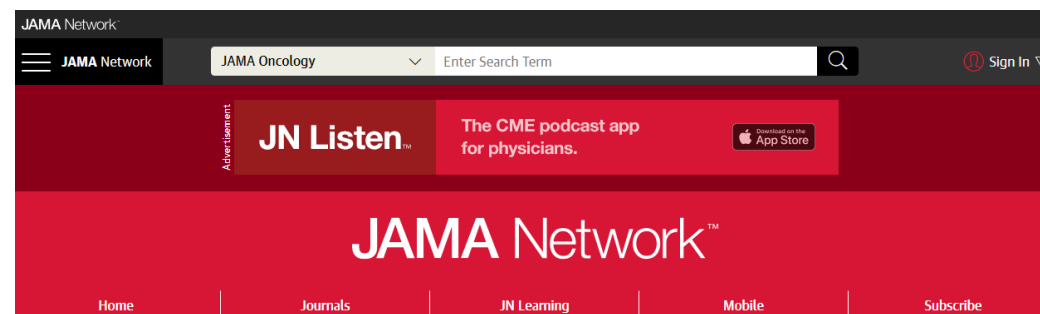 JAMA Network™
JAMA Network
JAMA Oncology
Enter Search Term
Sign In
Advertisement
JN Listen™
The CME podcast app
for physicians.
Download on the
App Store
JAMA Network™
Home Journals JN Learning Mobile Subscribe